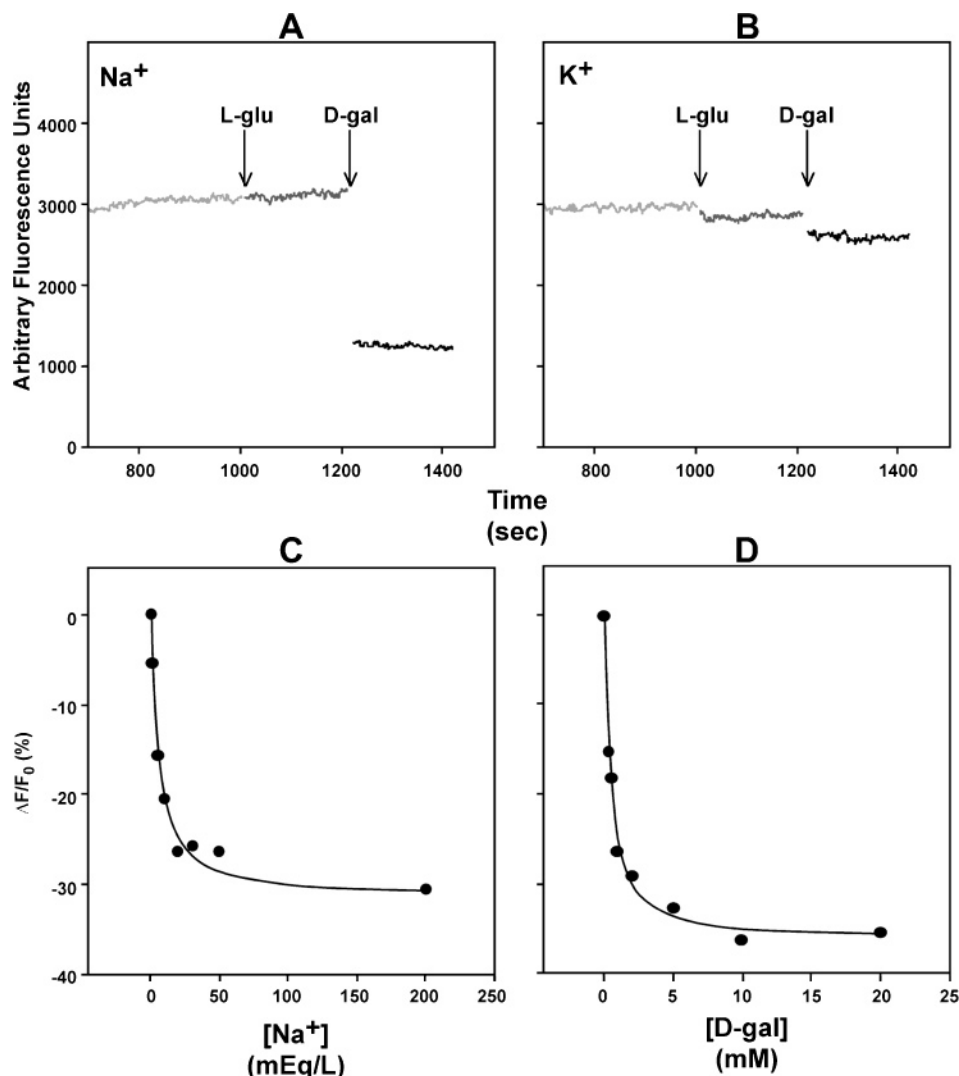 A
B
Na+
K+
L-glu
D-gal
L-glu
D-gal
Arbitrary Fluorescence Units
4000
3000
2000
1000
0
800
1000
1200
1400
800
1000
1200
1400
Time
(sec)
C
D
ΔF/F0 (%)
0
-10
-20
-30
-40
0
50
100
150
200
250
0
5
10
15
20
25
[Na+]
(mEq/L)
[D-gal]
(mM)